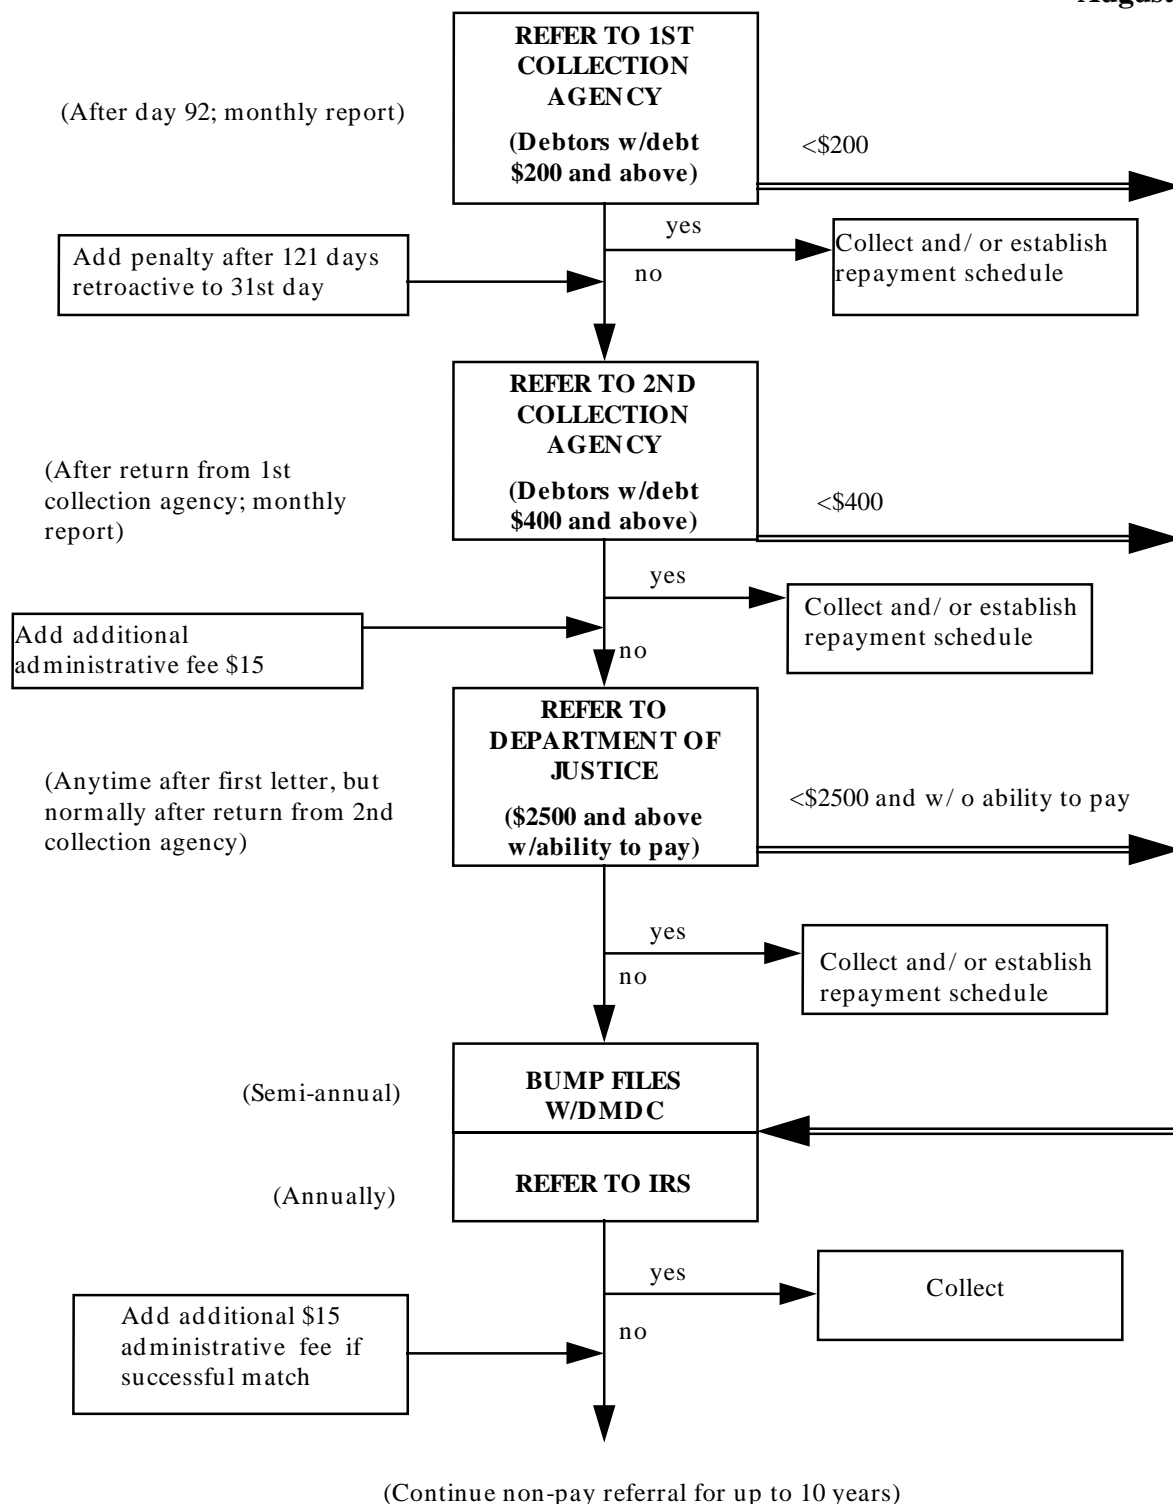 REFER TO 1ST
COLLECTION
AGENCY
(Debtors w/debt
$200 and above)
(After day 92; monthly report)
<$200
yes
no
Collect and/ or establish
repayment schedule
Add penalty after 121 days
retroactive to 31st day
REFER TO 2ND
COLLECTION
AGENCY
(Debtors w/debt
$400 and above)
(After return from 1st
collection agency; monthly
report)
<$400
yes
no
Collect and/ or establish
repayment schedule
Add additional
administrative fee $15
REFER TO
DEPARTMENT OF
JUSTICE
($2500 and above
w/ability to pay)
(Anytime after first letter, but
normally after return from 2nd
collection agency)
<$2500 and w/ o ability to pay
yes
no
Collect and/ or establish
repayment schedule
(Semi-annual)
BUMP FILES
W/DMDC
(Annually)
REFER TO IRS
yes
no
Collect
Add additional $15
administrative fee if
successful match
(Continue non-pay referral for up to 10 years)